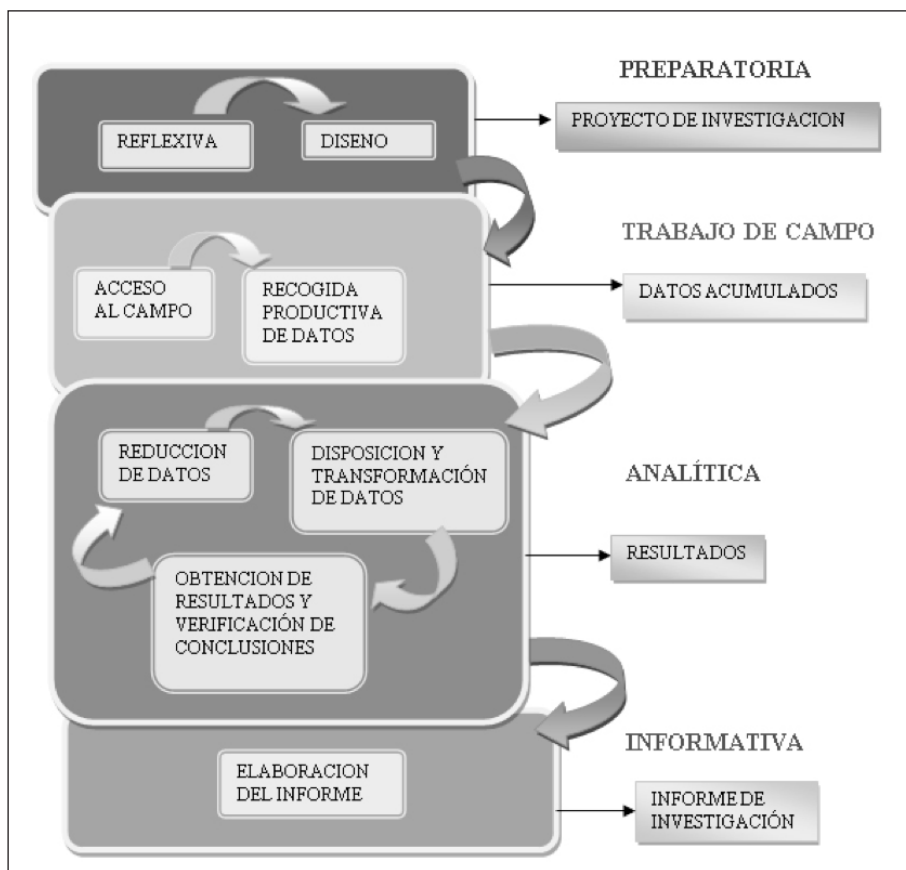 PREPARATORIA
REFLEXIVA
DISENO
PROYECTO DE INVESTIGACION
TRABAJO DE CAMPO
ACCESO
AL CAMPO
RECOGIDA
PRODUCTIVA
DE DATOS
DATOS ACUMULADOS
ANALÍTICA
REDUCCION
DE DATOS
DISPOSICION Y
TRANSFORMACIÓN
DE DATOS
OBTENCION DE
RESULTADOS Y
VERIFICACIÓN DE
CONCLUSIONES
RESULTADOS
INFORMATIVA
ELABORACION
DEL INFORME
INFORME DE
INVESTIGACIÓN